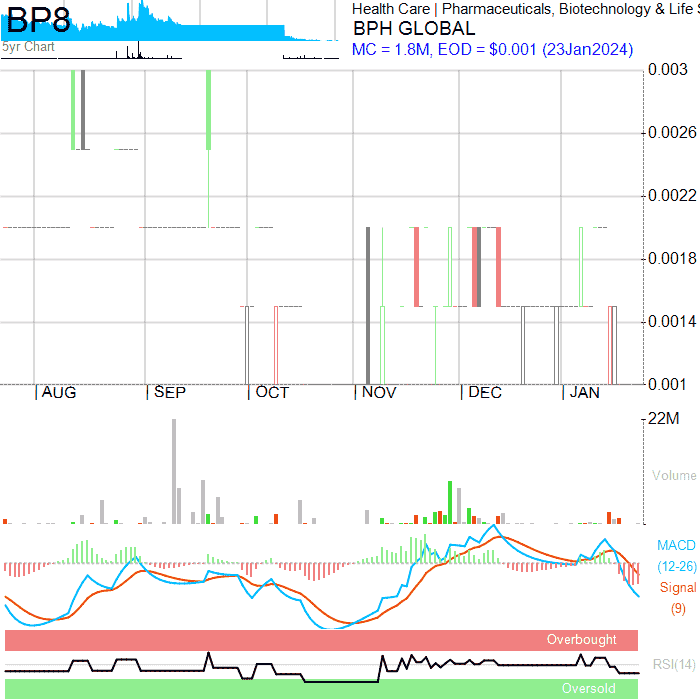 BP8
5yr Chart
Health Care | Pharmaceuticals, Biotechnology & Life S
BPH GLOBAL
MC = 1.8M, EOD = $0.001 (23Jan2024)
0.003
0.0026
0.0022
0.0018
0.0014
0.001
AUG SEP OCT NOV DEC JAN
22M
Volume
MACD
(12-26)
Signal
(9)
Overbought
RSI(14)
Oversold